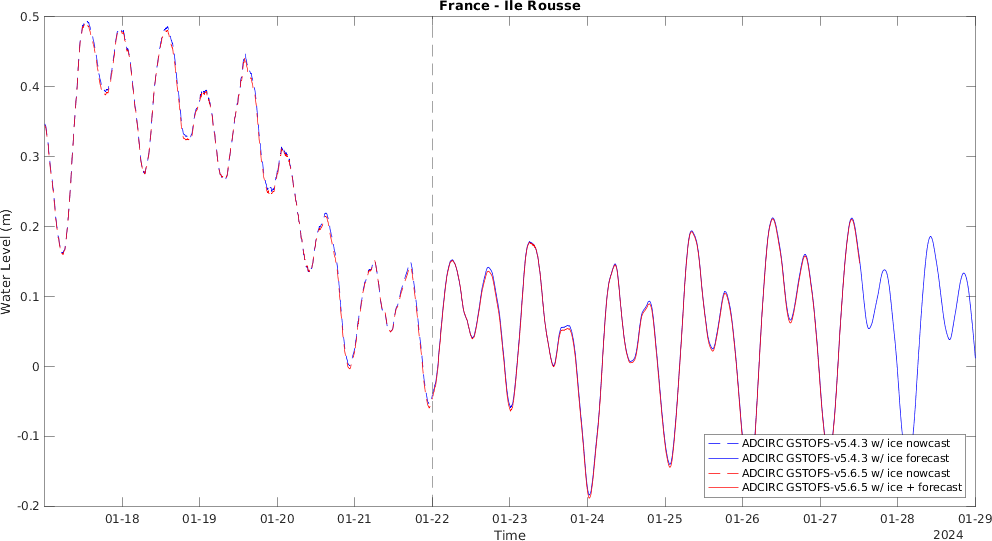 France - Ile Rousse
Water Level (m)
0.5
0.4
0.3
0.2
0.1
0
-0.1
-0.2
ADCIRC GSTOFS-v5.4.3 w/ ice nowcast
ADCIRC GSTOFS-v5.4.3 w/ ice forecast
ADCIRC GSTOFS-v5.6.5 w/ ice nowcast
ADCIRC GSTOFS-v5.6.5 w/ ice + forecast
01-18 01-19 01-20 01-21 01-22 01-23 01-24 01-25 01-26 01-27 01-28 01-29
Time
2024